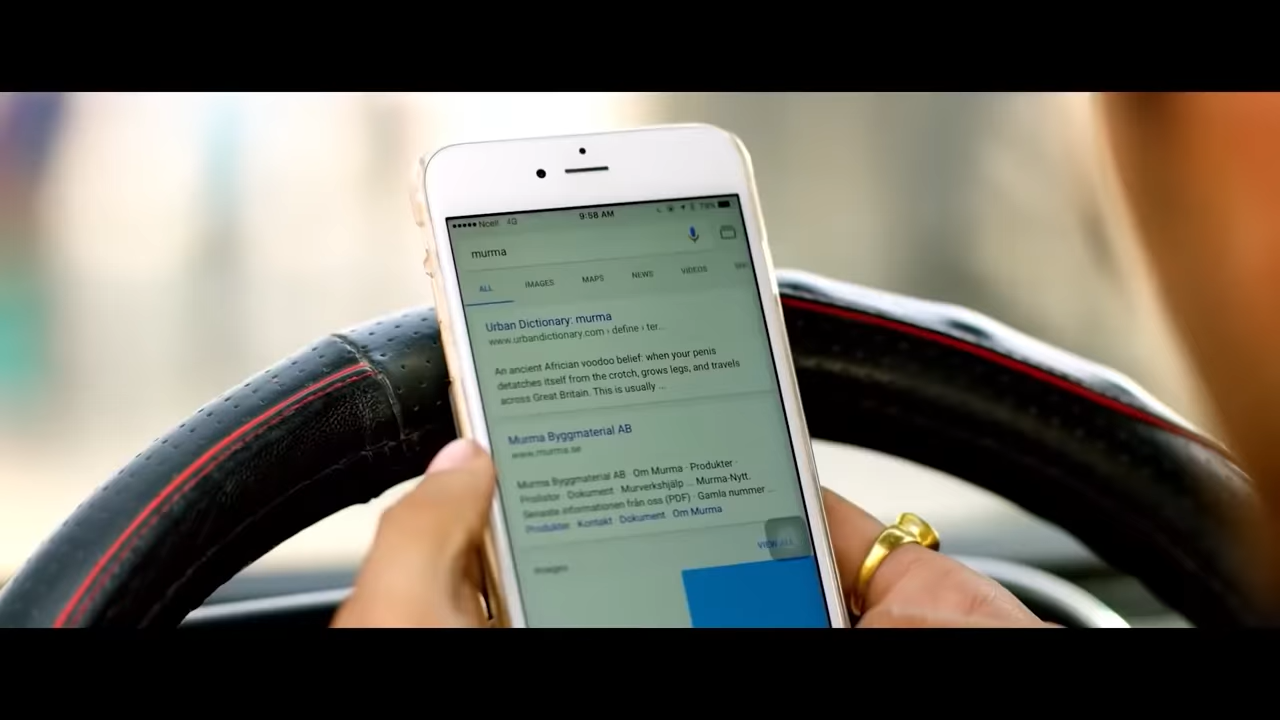 Ncell 4G 9:58 AM 79%
murma
ALL IMAGES MAPS NEWS VIDEOS
Urban Dictionary: murma
www.urbandictionary.com › define › ter...
An ancient Africian voodoo belief: when your penis
detatches itself from the crotch, grows legs, and travels
across Great Britain. This is usually ...
Murma Byggmaterial AB
www.murma.se
Murma Byggmaterial AB · Om Murma · Produkter ·
Prislistor · Dokument · Murverkshjälp ... Murma-Nytt.
Senaste informationen från oss (PDF) · Gamla nummer ...
Produkter · Kontakt · Dokument · Om Murma
VIEW ALL
Images